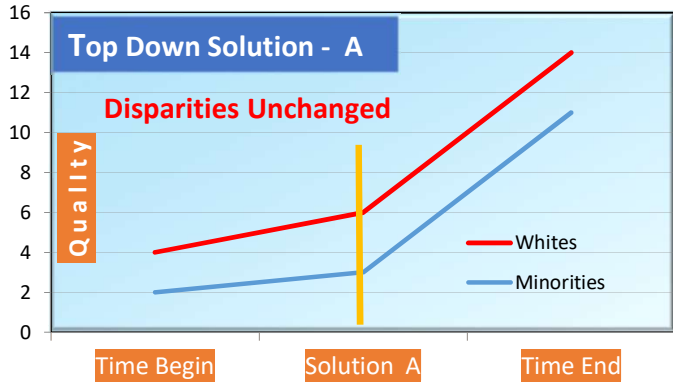 16
14
12
10
8
6
4
2
0
Top Down Solution - A
Disparities Unchanged
Quality
Whites
Minorities
Time Begin
Solution A
Time End